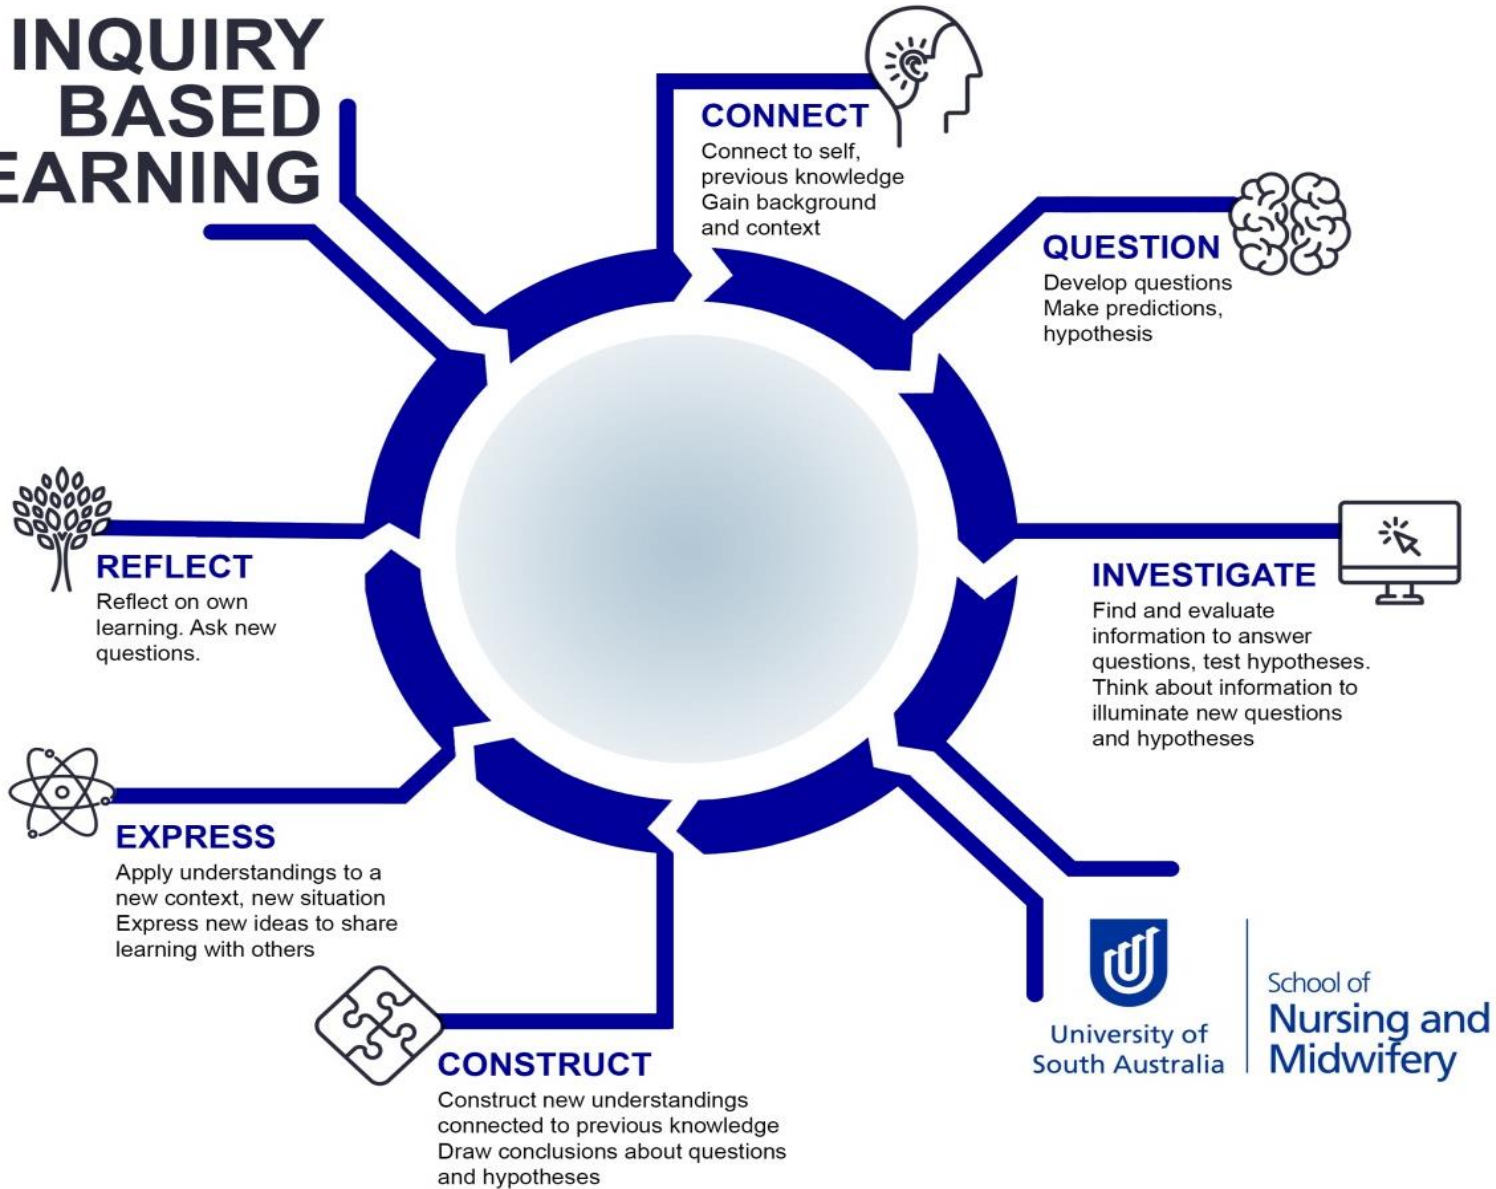 INQUIRY
BASED
EARNING
CONNECT
Connect to self,
previous knowledge
Gain background
and context
QUESTION
Develop questions
Make predictions,
hypothesis
INVESTIGATE
Find and evaluate
information to answer
questions, test hypotheses.
Think about information to
illuminate new questions
and hypotheses
CONSTRUCT
Construct new understandings
connected to previous knowledge
Draw conclusions about questions
and hypotheses
EXPRESS
Apply understandings to a
new context, new situation
Express new ideas to share
learning with others
REFLECT
Reflect on own
learning. Ask new
questions.
University of
South Australia
School of
Nursing and
Midwifery